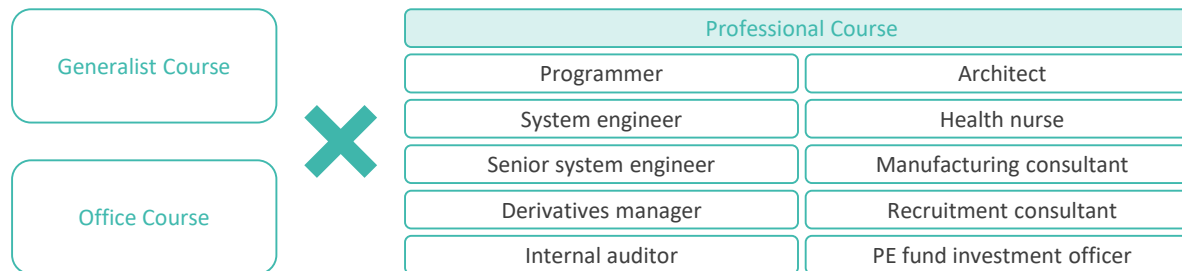 Generalist Course
Office Course
Professional Course
Programmer
Architect
System engineer
Health nurse
Senior system engineer
Manufacturing consultant
Derivatives manager
Recruitment consultant
Internal auditor
PE fund investment officer